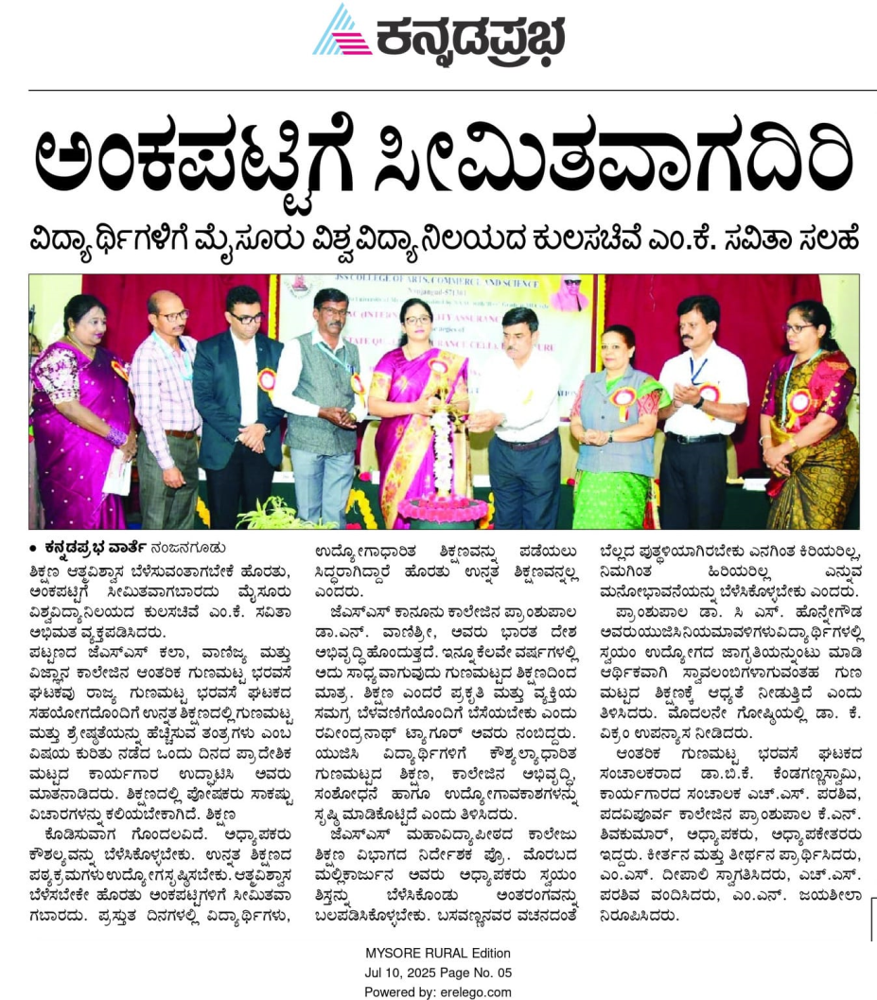 ಕನ್ನಡಪ್ರಭ
ಅಂಕಪಟ್ಟಿಗೆ ಸೀಮಿತವಾಗದಿರಿ
ವಿದ್ಯಾರ್ಥಿಗಳಿಗೆ ಮೈಸೂರು ವಿಶ್ವವಿದ್ಯಾನಿಲಯದ ಕುಲಸಚಿವೆ ಎಂ.ಕೆ. ಸವಿತಾ ಸಲಹೆ
JSS COLLEGE OF ARTS, COMMERCE AND SCIENCE
• ಕನ್ನಡಪ್ರಭ ವಾರ್ತೆ ನಂಜನಗೂಡು
ಶಿಕ್ಷಣ ಆತ್ಮವಿಶ್ವಾಸ ಬೆಳೆಸುವಂತಾಗಬೇಕೆ ಹೊರತು,
ಅಂಕಪಟ್ಟಿಗೆ ಸೀಮಿತವಾಗಬಾರದು ಮೈಸೂರು
ವಿಶ್ವವಿದ್ಯಾನಿಲಯದ ಕುಲಸಚಿವೆ ಎಂ.ಕೆ. ಸವಿತಾ
ಅಭಿಮತ ವ್ಯಕ್ತಪಡಿಸಿದರು.
ಪಟ್ಟಣದ ಜೆಎಸ್ಎಸ್ ಕಲಾ, ವಾಣಿಜ್ಯ ಮತ್ತು
ವಿಜ್ಞಾನ ಕಾಲೇಜಿನ ಆಂತರಿಕ ಗುಣಮಟ್ಟ ಭರವಸೆ
ಘಟಕವು ರಾಜ್ಯ ಗುಣಮಟ್ಟ ಭರವಸೆ ಘಟಕದ
ಸಹಯೋಗದೊಂದಿಗೆ ಉನ್ನತ ಶಿಕ್ಷಣದಲ್ಲಿ ಗುಣಮಟ್ಟ
ಮತ್ತು ಶ್ರೇಷ್ಠತೆಯನ್ನು ಹೆಚ್ಚಿಸುವ ತಂತ್ರಗಳು ಎಂಬ
ವಿಷಯ ಕುರಿತು ನಡೆದ ಒಂದು ದಿನದ ಪ್ರಾದೇಶಿಕ
ಮಟ್ಟದ ಕಾರ್ಯಗಾರ ಉದ್ಘಾಟಿಸಿ ಅವರು
ಮಾತನಾಡಿದರು. ಶಿಕ್ಷಣದಲ್ಲಿ ಪೋಷಕರು ಸಾಕಷ್ಟು
ವಿಚಾರಗಳನ್ನು ಕಲಿಯಬೇಕಾಗಿದೆ. ಶಿಕ್ಷಣ
ಕೊಡಿಸುವಾಗ ಗೊಂದಲವಿದೆ. ಅಧ್ಯಾಪಕರು
ಕೌಶಲ್ಯವನ್ನು ಬೆಳೆಸಿಕೊಳ್ಳಬೇಕು. ಉನ್ನತ ಶಿಕ್ಷಣದ
ಪಠ್ಯಕ್ರಮಗಳು ಉದ್ಯೋಗ ಸೃಷ್ಟಿಸಬೇಕು. ಆತ್ಮವಿಶ್ವಾಸ
ಬೆಳೆಸಬೇಕೇ ಹೊರತು ಅಂಕಪಟ್ಟಿಗಳಿಗೆ ಸೀಮಿತವಾ
ಗಬಾರದು. ಪ್ರಸ್ತುತ ದಿನಗಳಲ್ಲಿ ವಿದ್ಯಾರ್ಥಿಗಳು,
ಉದ್ಯೋಗಾಧಾರಿತ ಶಿಕ್ಷಣವನ್ನು ಪಡೆಯಲು
ಸಿದ್ಧರಾಗಿದ್ದಾರೆ ಹೊರತು ಉನ್ನತ ಶಿಕ್ಷಣವನ್ನಲ್ಲ
ಎಂದರು.
ಜೆಎಸ್ಎಸ್ ಕಾನೂನು ಕಾಲೇಜಿನ ಪ್ರಾಂಶುಪಾಲ
ಡಾ.ಎನ್. ವಾಣಿಶ್ರೀ, ಅವರು ಭಾರತ ದೇಶ
ಅಭಿವೃದ್ಧಿ ಹೊಂದುತ್ತದೆ. ಇನ್ನೂ ಕೆಲವೇ ವರ್ಷಗಳಲ್ಲಿ
ಅದು ಸಾಧ್ಯವಾಗುವುದು ಗುಣಮಟ್ಟದ ಶಿಕ್ಷಣದಿಂದ
ಮಾತ್ರ. ಶಿಕ್ಷಣ ಎಂದರೆ ಪ್ರಕೃತಿ ಮತ್ತು ವ್ಯಕ್ತಿಯ
ಸಮಗ್ರ ಬೆಳವಣಿಗೆಯೊಂದಿಗೆ ಬೆಸೆಯಬೇಕು ಎಂದು
ರವೀಂದ್ರನಾಥ್ ಟ್ಯಾಗೂರ್ ಅವರು ನಂಬಿದ್ದರು.
ಯುಜಿಸಿ ವಿದ್ಯಾರ್ಥಿಗಳಿಗೆ ಕೌಶ್ಯಲ್ಯಾಧಾರಿತ
ಗುಣಮಟ್ಟದ ಶಿಕ್ಷಣ, ಕಾಲೇಜಿನ ಅಭಿವೃದ್ಧಿ,
ಸಂಶೋಧನೆ ಹಾಗೂ ಉದ್ಯೋಗಾವಕಾಶಗಳನ್ನು
ಸೃಷ್ಠಿ ಮಾಡಿಕೊಟ್ಟಿದೆ ಎಂದು ತಿಳಿಸಿದರು.
ಜೆಎಸ್ಎಸ್ ಮಹಾವಿದ್ಯಾಪೀಠದ ಕಾಲೇಜು
ಶಿಕ್ಷಣ ವಿಭಾಗದ ನಿರ್ದೇಶಕ ಪ್ರೊ. ಮೊರಬದ
ಮಲ್ಲಿಕಾರ್ಜುನ ಅವರು ಅಧ್ಯಾಪಕರು ಸ್ವಯಂ
ಶಿಸ್ತನ್ನು ಬೆಳೆಸಿಕೊಂಡು ಅಂತರಂಗವನ್ನು
ಬಲಪಡಿಸಿಕೊಳ್ಳಬೇಕು. ಬಸವಣ್ಣನವರ ವಚನದಂತೆ
ಬೆಲ್ಲದ ಪುತ್ಥಳಿಯಾಗಿರಬೇಕು ಎನಗಿಂತ ಕಿರಿಯರಿಲ್ಲ,
ನಿಮಗಿಂತ ಹಿರಿಯರಿಲ್ಲ ಎನ್ನುವ
ಮನೋಭಾವನೆಯನ್ನು ಬೆಳೆಸಿಕೊಳ್ಳಬೇಕು ಎಂದರು.
ಪ್ರಾಂಶುಪಾಲ ಡಾ. ಸಿ ಎಸ್. ಹೊನ್ನೇಗೌಡ
ಅವರು ಯುಜಿಸಿ ನಿಯಮಾವಳಿಗಳು ವಿದ್ಯಾರ್ಥಿಗಳಲ್ಲಿ
ಸ್ವಯಂ ಉದ್ಯೋಗದ ಜಾಗೃತಿಯನ್ನುಂಟು ಮಾಡಿ
ಆರ್ಥಿಕವಾಗಿ ಸ್ವಾವಲಂಬಿಗಳಾಗುವಂತಹ ಗುಣ
ಮಟ್ಟದ ಶಿಕ್ಷಣಕ್ಕೆ ಆಧ್ಯತೆ ನೀಡುತ್ತಿದೆ ಎಂದು
ತಿಳಿಸಿದರು. ಮೊದಲನೇ ಗೋಷ್ಠಿಯಲ್ಲಿ ಡಾ. ಕೆ.
ವಿಕ್ರಂ ಉಪನ್ಯಾಸ ನೀಡಿದರು.
ಆಂತರಿಕ ಗುಣಮಟ್ಟ ಭರವಸೆ ಘಟಕದ
ಸಂಚಾಲಕರಾದ ಡಾ.ಬಿ.ಕೆ. ಕೆಂಡಗಣ್ಣಸ್ವಾಮಿ,
ಕಾರ್ಯಗಾರದ ಸಂಚಾಲಕ ಎಚ್.ಎಸ್. ಪರಶಿವ,
ಪದವಿಪೂರ್ವ ಕಾಲೇಜಿನ ಪ್ರಾಂಶುಪಾಲ ಕೆ.ಎನ್.
ಶಿವಕುಮಾರ್, ಅಧ್ಯಾಪಕರು, ಅಧ್ಯಾಪಕೇತರರು
ಇದ್ದರು. ಕೀರ್ತನ ಮತ್ತು ತೀರ್ಥನ ಪ್ರಾರ್ಥಿಸಿದರು,
ಎಂ.ಎಸ್. ದೀಪಾಲಿ ಸ್ವಾಗತಿಸಿದರು, ಎಚ್.ಎಸ್.
ಪರಶಿವ ವಂದಿಸಿದರು, ಎಂ.ಎನ್. ಜಯಶೀಲಾ
ನಿರೂಪಿಸಿದರು.
MYSORE RURAL Edition
Jul 10, 2025 Page No. 05
Powered by: erelego.com